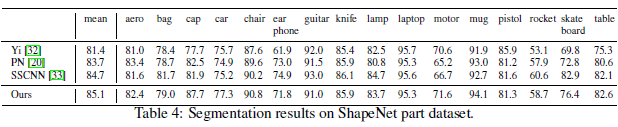 mean aero bag cap car chair ear phone guitar knife lamp laptop motor mug pistol rocket skate board table
Yi [32] 81.4 81.0 78.4 77.7 75.7 87.6 61.9 92.0 85.4 82.5 95.7 70.6 91.9 85.9 53.1 69.8 75.3
PN [20] 83.7 83.4 78.7 82.5 74.9 89.6 73.0 91.5 85.9 80.8 95.3 65.2 93.0 81.2 57.9 72.8 80.6
SSCNN [33] 84.7 81.6 81.7 81.9 75.2 90.2 74.9 93.0 86.1 84.7 95.6 66.7 92.7 81.6 60.6 82.9 82.1
Ours 85.1 82.4 79.0 87.7 77.3 90.8 71.8 91.0 85.9 83.7 95.3 71.6 94.1 81.3 58.7 76.4 82.6
Table 4: Segmentation results on ShapeNet part dataset.